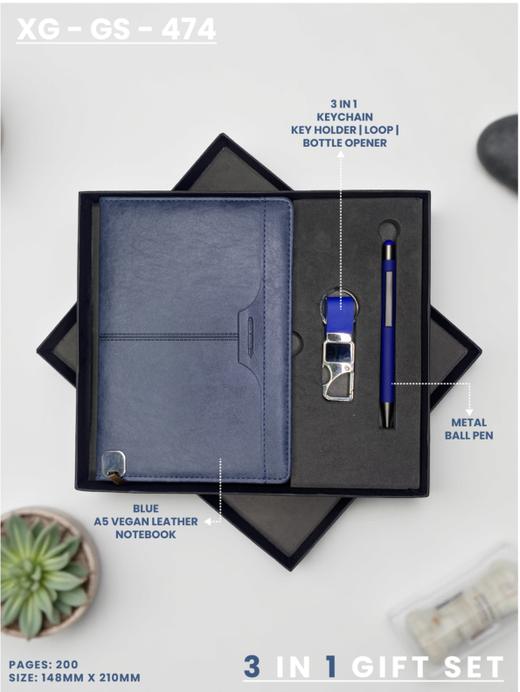 XG - GS - 474
3 IN 1
KEYCHAIN
KEY HOLDER | LOOP |
BOTTLE OPENER
METAL
BALL PEN
BLUE
A5 VEGAN LEATHER
NOTEBOOK
PAGES: 200
SIZE: 148MM X 210MM
3 IN 1 GIFT SET